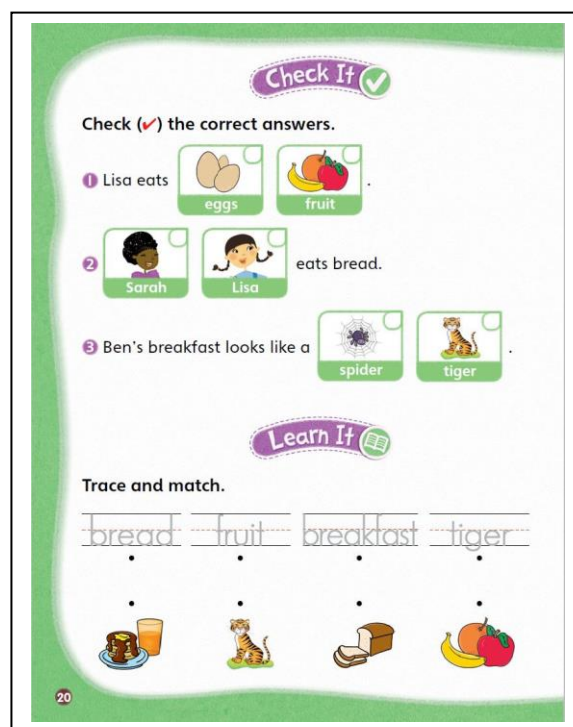 Check It
Check (✔) the correct answers.
1 Lisa eats
eggs
fruit
.
2
Sarah
Lisa
eats bread.
3 Ben's breakfast looks like a
spider
tiger
.
Learn It
Trace and match.
bread fruit breakfast tiger
20